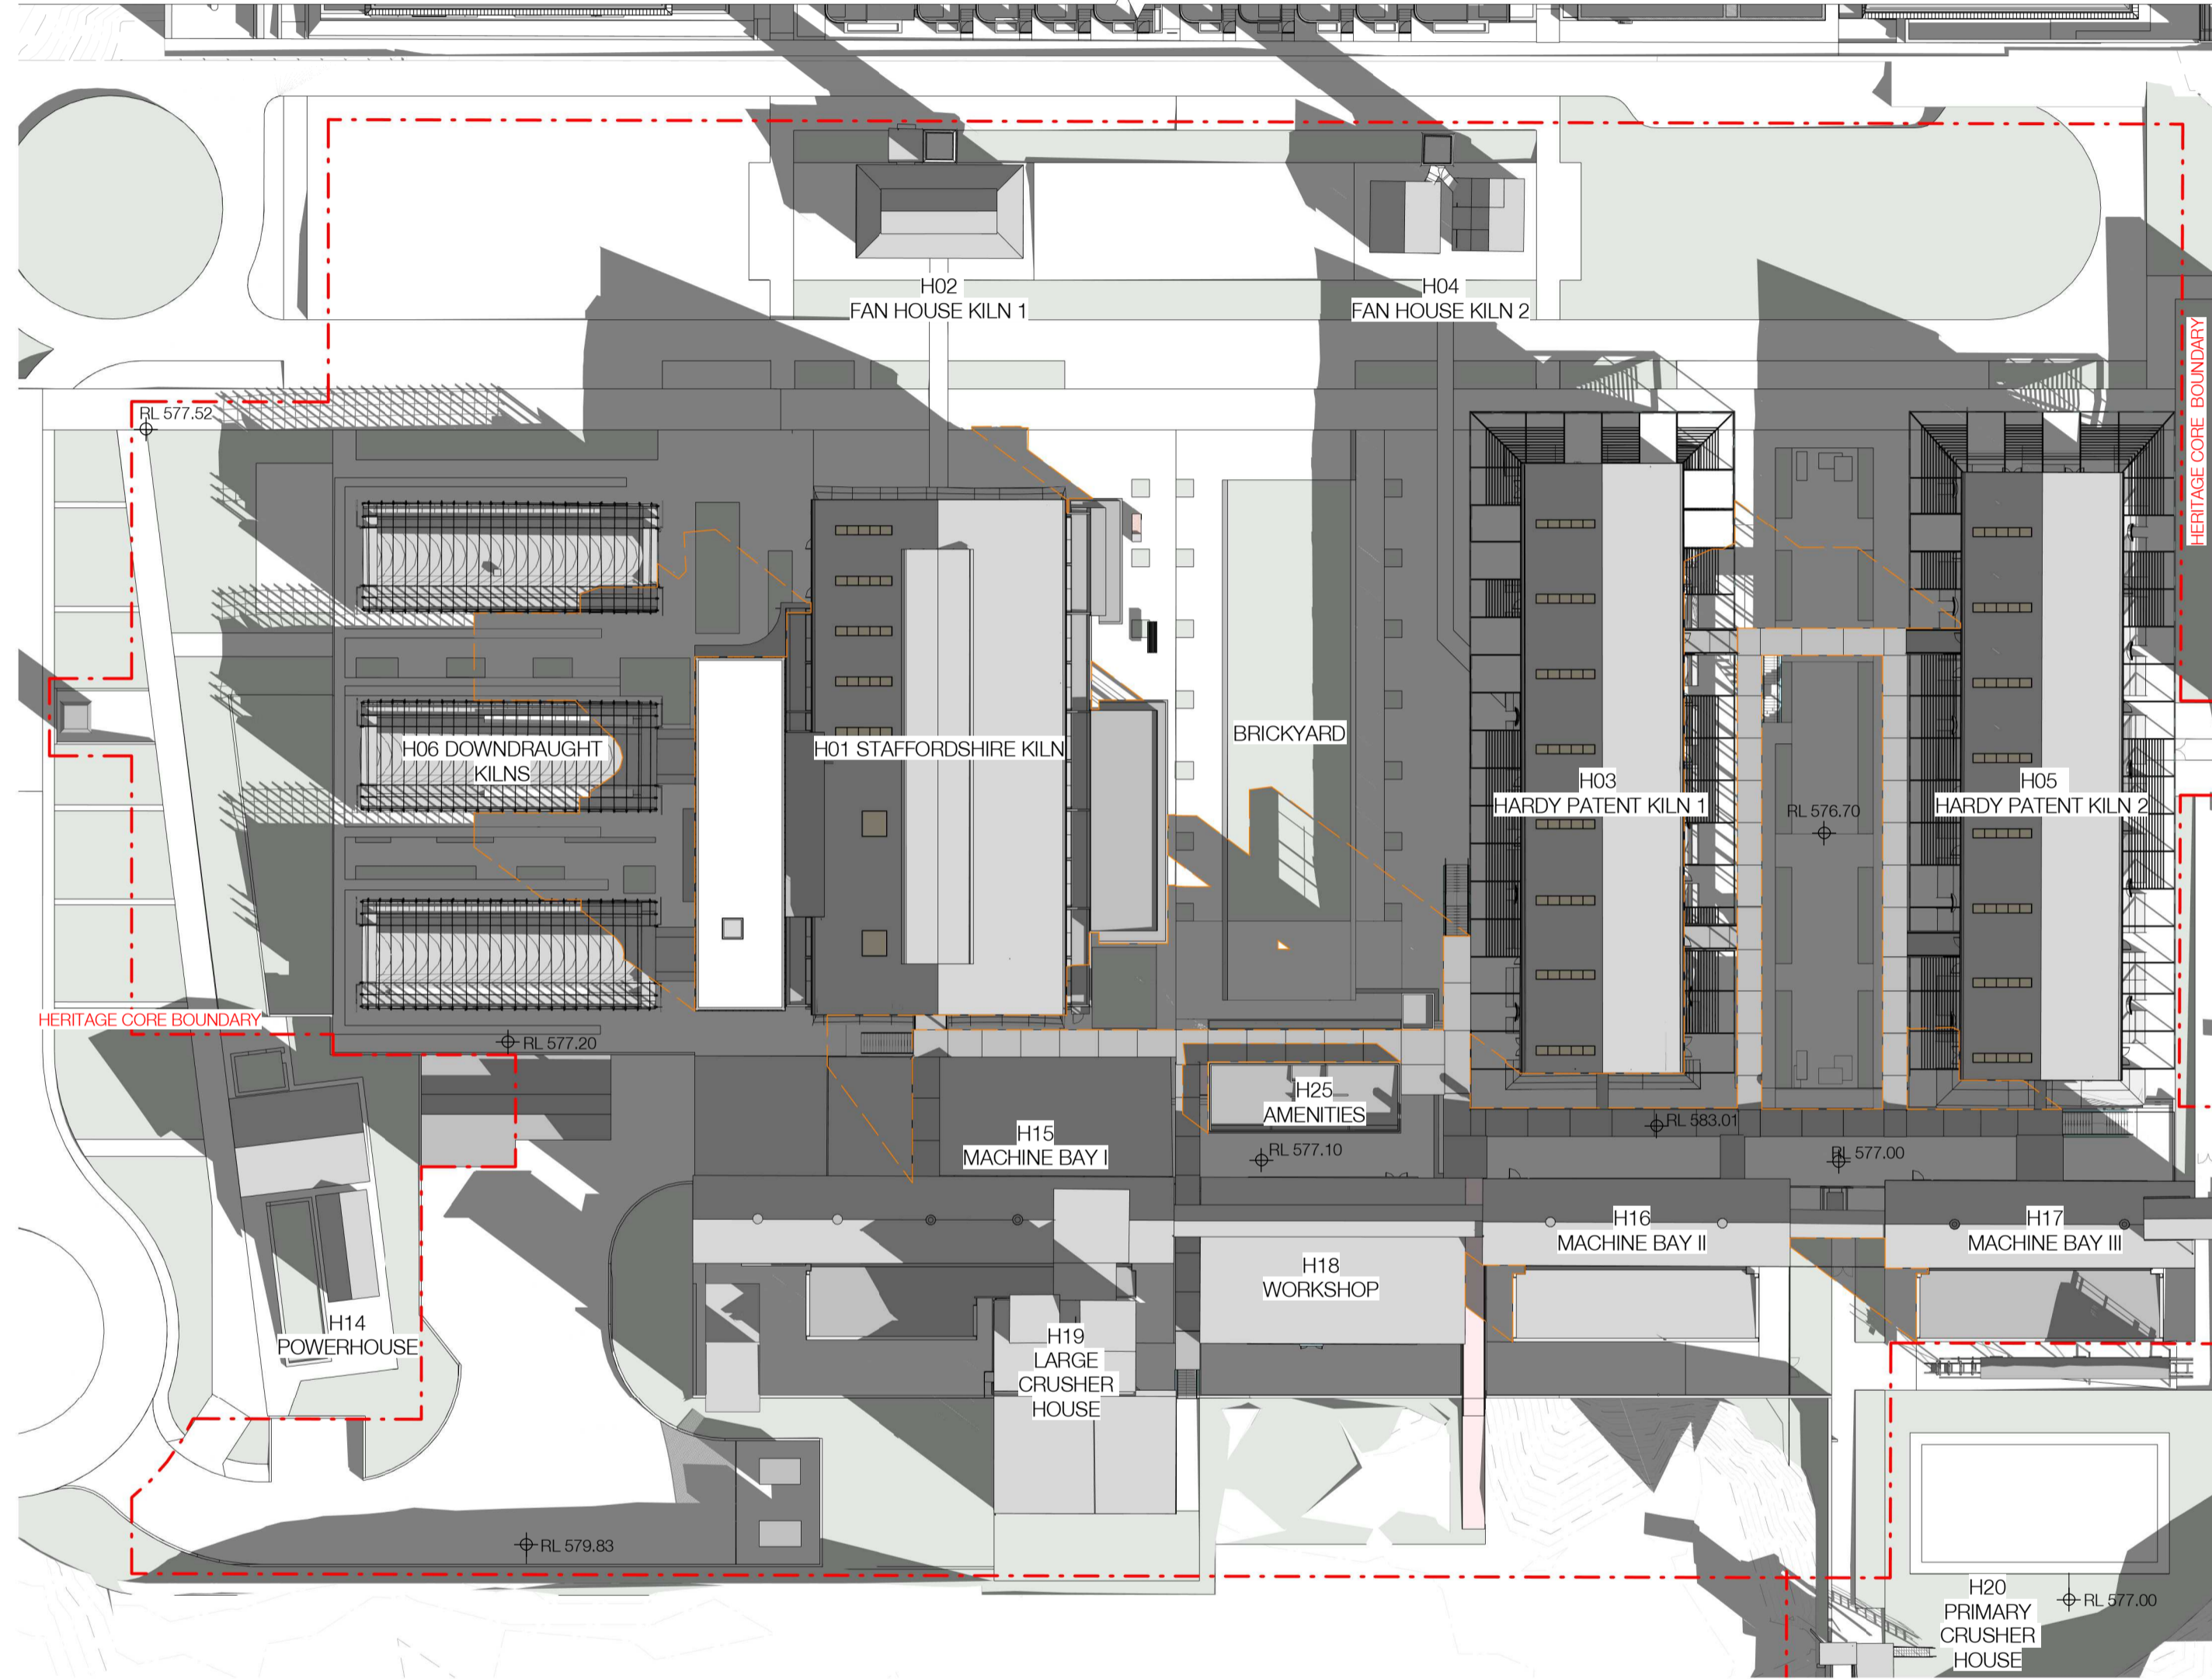 H02
FAN HOUSE KILN 1
H04
FAN HOUSE KILN 2
HERITAGE CORE BOUNDARY
RL 577.52
H06 DOWNDRAUGHT
KILNS
H01 STAFFORDSHIRE KILN
BRICKYARD
H03
HARDY PATENT KILN 1
RL 576.70
H05
HARDY PATENT KILN 2
HERITAGE CORE BOUNDARY
RL 577.20
H25
AMENITIES
H15
MACHINE BAY I
RL 577.10
RL 583.01
RL 577.00
H16
MACHINE BAY II
H17
MACHINE BAY III
H18
WORKSHOP
H14
POWERHOUSE
H19
LARGE
CRUSHER
HOUSE
RL 579.83
H20
PRIMARY
CRUSHER
HOUSE
RL 577.00